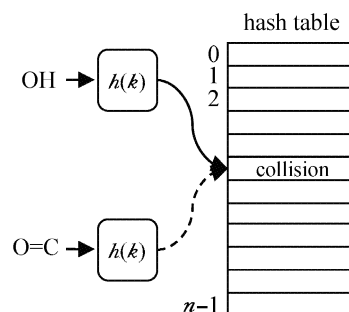 hash table
0
1
2
OH
h(k)
collision
O=C
h(k)
n-1